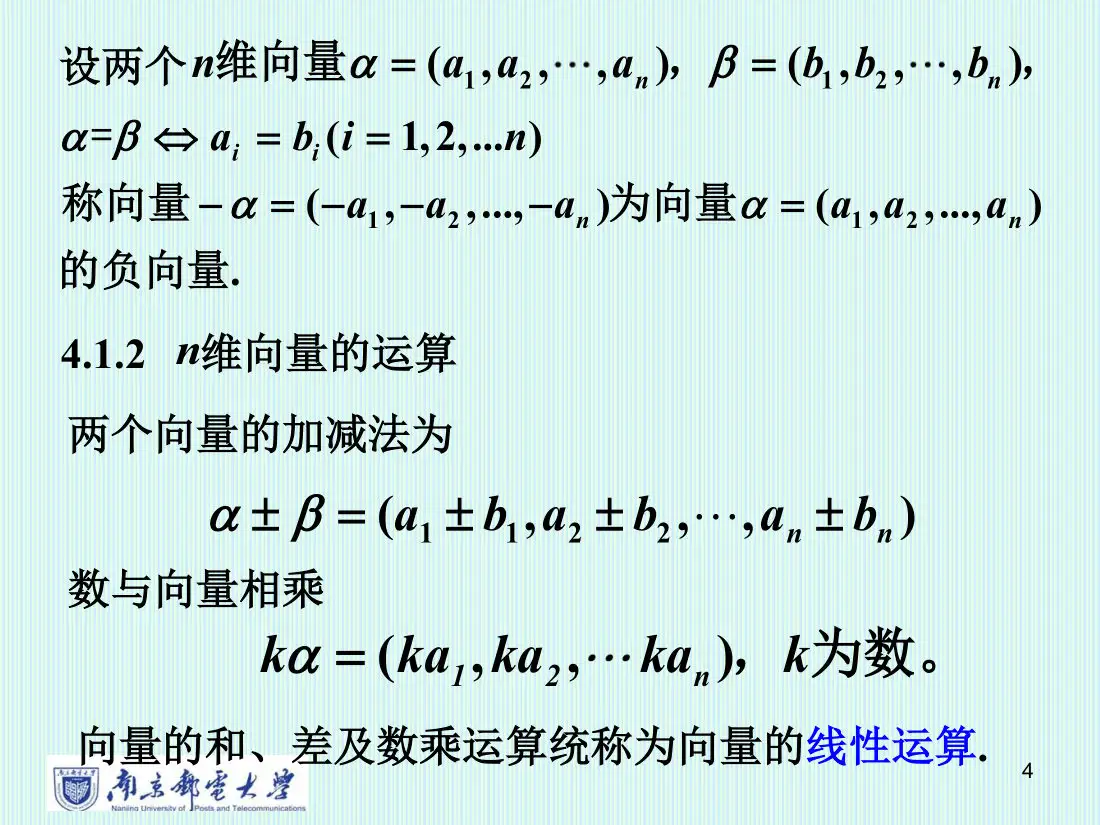 设两个n维向量α = (a₁, a₂, ⋯, aₙ)，β = (b₁, b₂, ⋯, bₙ)，
α=β ⇔ aᵢ = bᵢ (i = 1, 2, ...n)
称向量 − α = (−a₁, −a₂, ..., −aₙ)为向量α = (a₁, a₂, ..., aₙ)
的负向量.
4.1.2 n维向量的运算
两个向量的加减法为
α ± β = (a₁ ± b₁, a₂ ± b₂, ⋯, aₙ ± bₙ)
数与向量相乘
kα = (ka₁, ka₂, ⋯ kaₙ)，k为数。
向量的和、差及数乘运算统称为向量的线性运算.
南京邮电大学
Nanjing University of Posts and Telecommunications
4